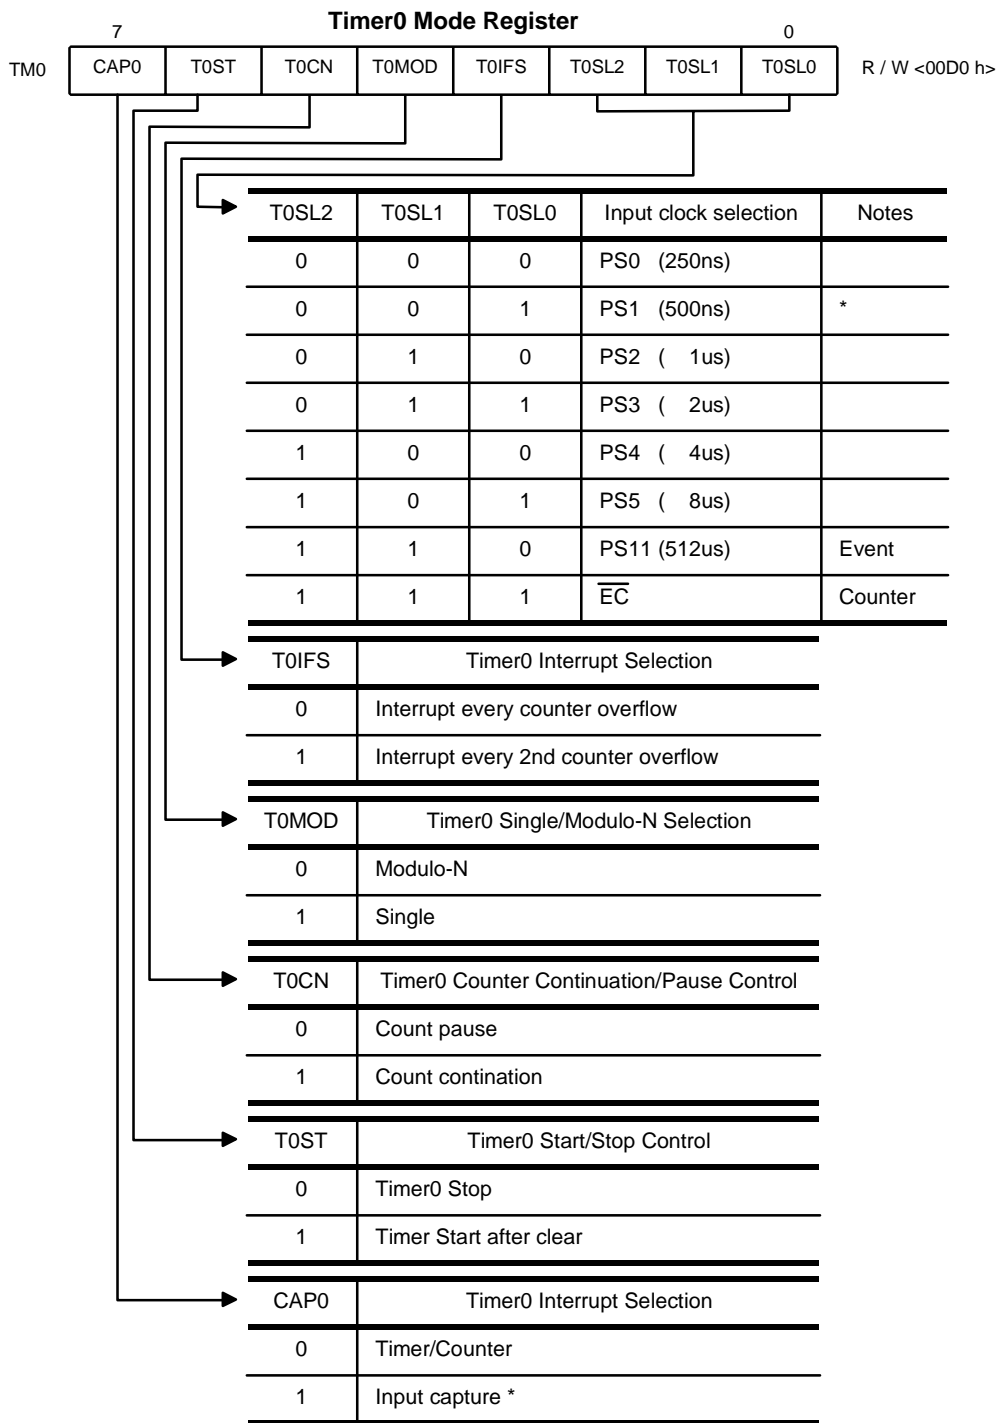 Timer0 Mode Register
7 0
TM0 CAP0 T0ST T0CN T0MOD T0IFS T0SL2 T0SL1 T0SL0 R / W <00D0 h>
T0SL2 T0SL1 T0SL0 Input clock selection Notes
0 0 0 PS0 (250ns)
0 0 1 PS1 (500ns) *
0 1 0 PS2 ( 1us)
0 1 1 PS3 ( 2us)
1 0 0 PS4 ( 4us)
1 0 1 PS5 ( 8us)
1 1 0 PS11 (512us) Event
1 1 1 E̅C̅ Counter
T0IFS Timer0 Interrupt Selection
0 Interrupt every counter overflow
1 Interrupt every 2nd counter overflow
T0MOD Timer0 Single/Modulo-N Selection
0 Modulo-N
1 Single
T0CN Timer0 Counter Continuation/Pause Control
0 Count pause
1 Count contination
T0ST Timer0 Start/Stop Control
0 Timer0 Stop
1 Timer Start after clear
CAP0 Timer0 Interrupt Selection
0 Timer/Counter
1 Input capture *